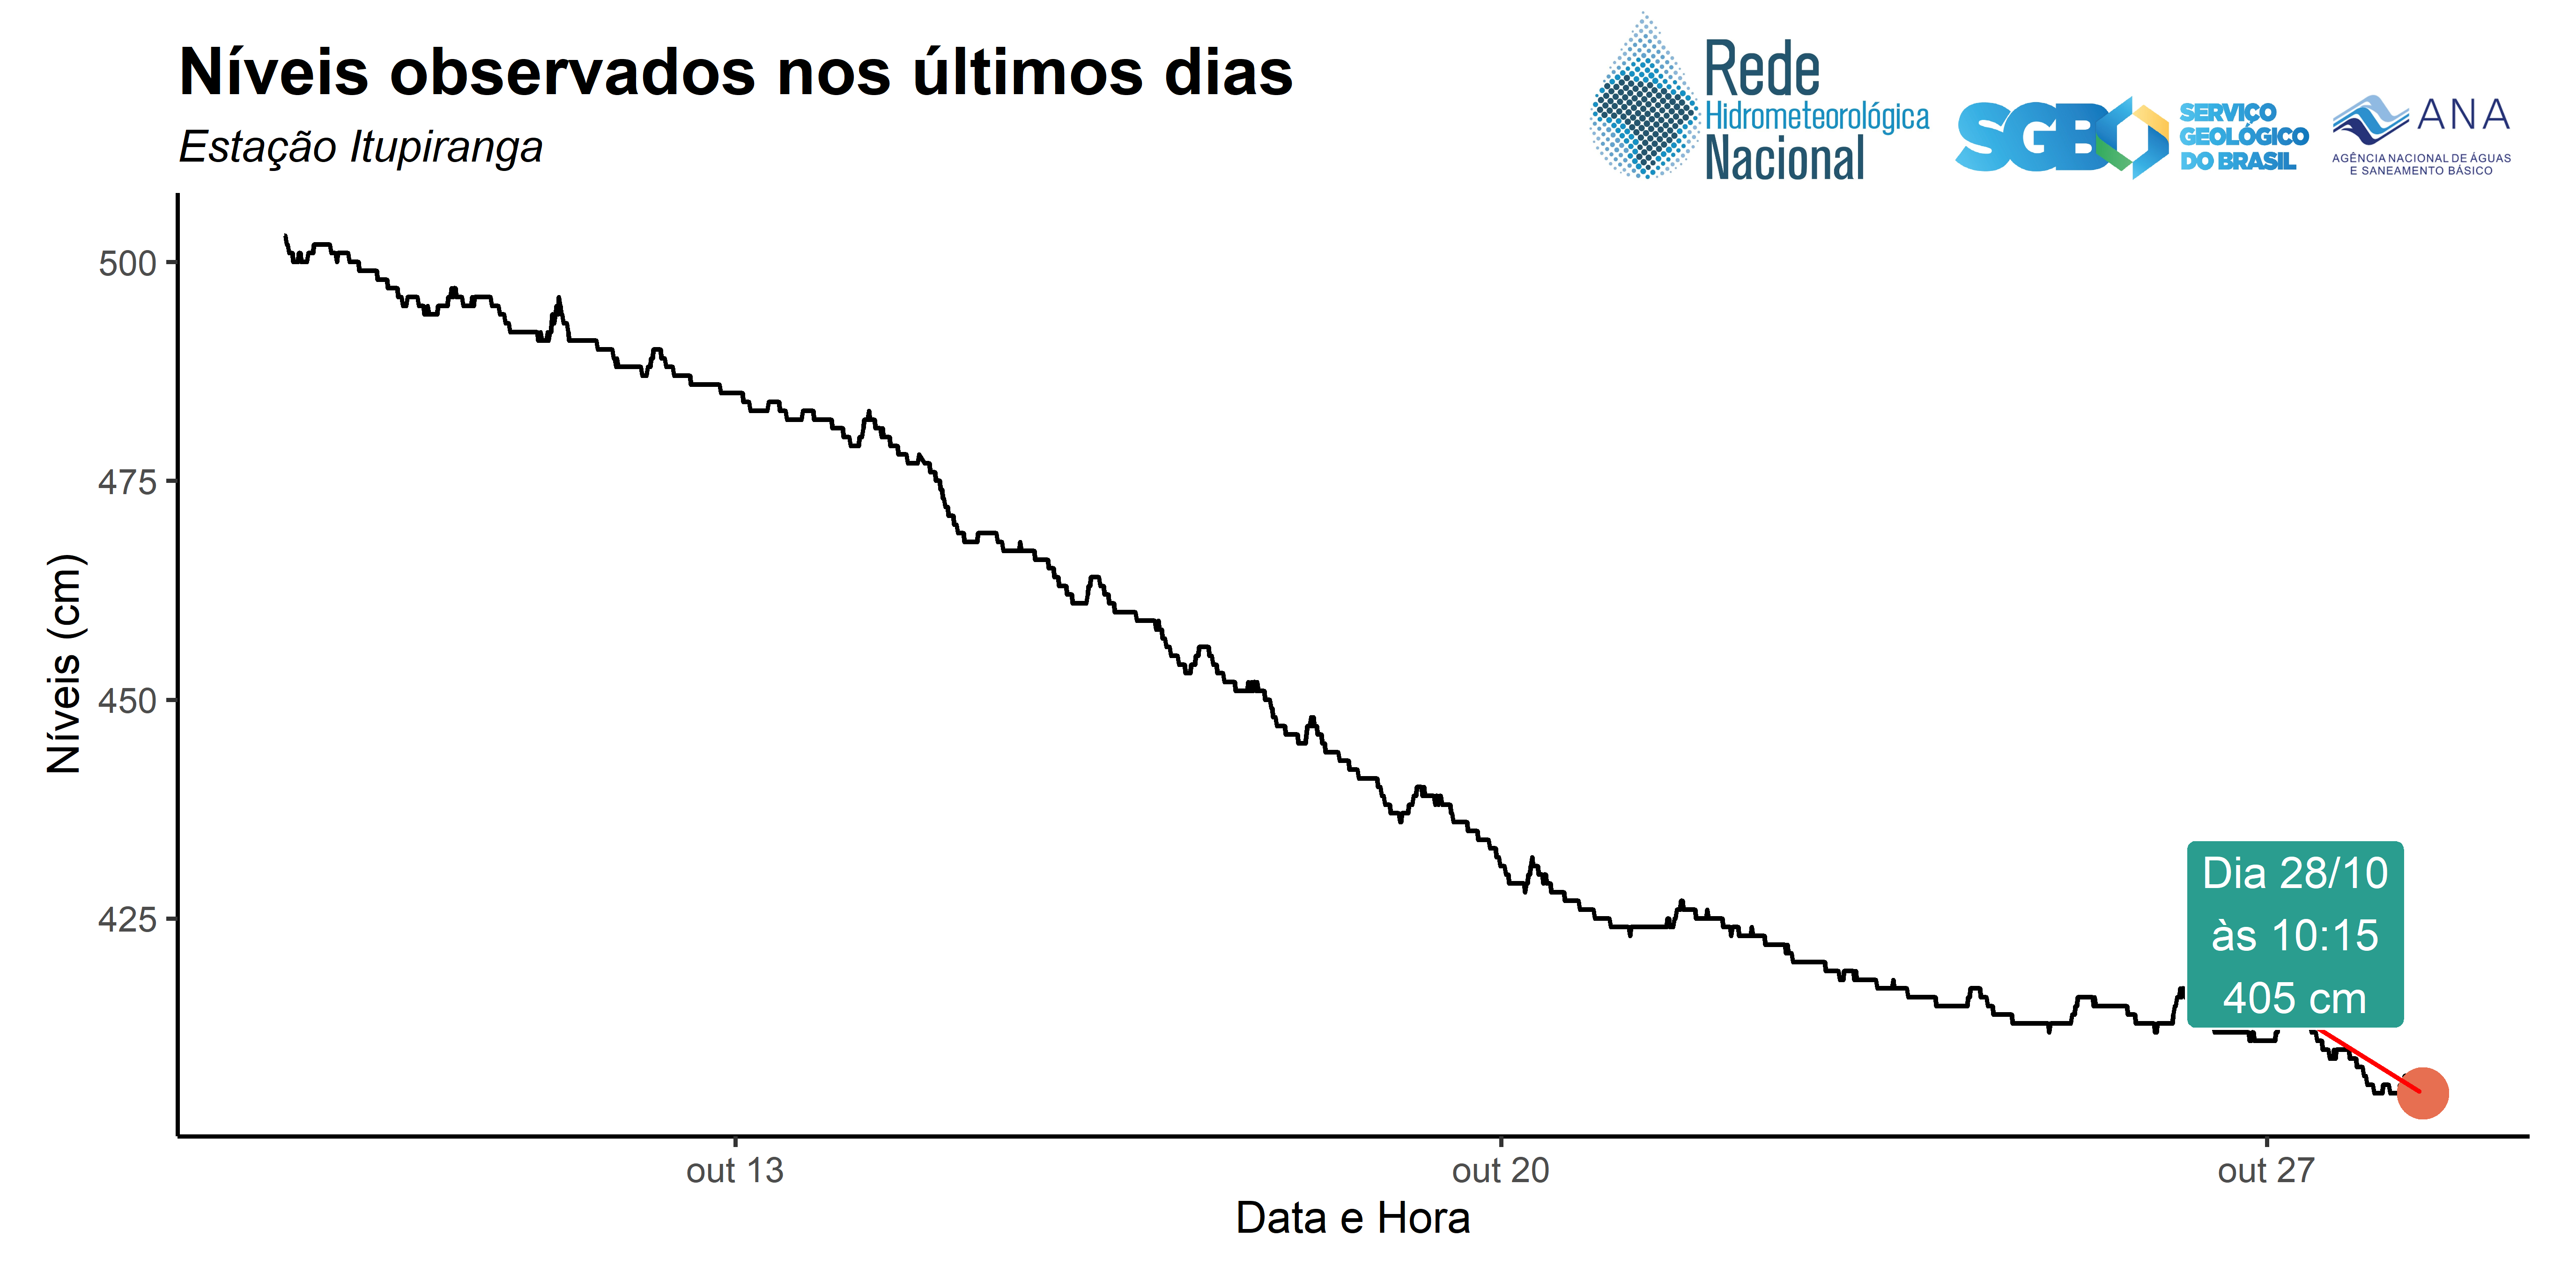 Níveis observados nos últimos dias
Estação Itupiranga
Rede
Hidrometeorológica
Nacional
SGB
SERVIÇO
GEOLÓGICO
DO BRASIL
ANA
AGÊNCIA NACIONAL DE ÁGUAS
E SANEAMENTO BÁSICO
Níveis (cm)
500
475
450
425
Dia 28/10
às 10:15
405 cm
out 13
out 20
out 27
Data e Hora